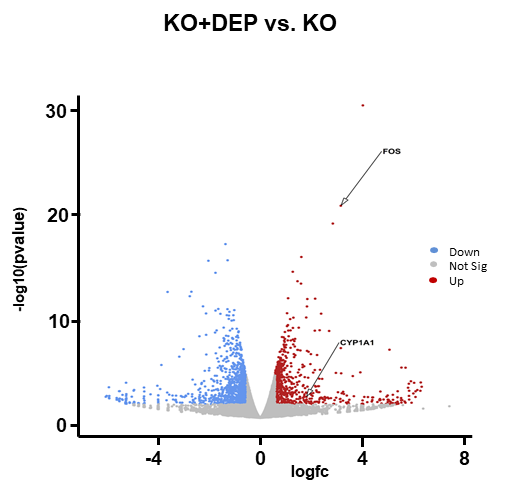 KO+DEP vs. KO
30
FOS
20
-log10(pvalue)
Down
Not Sig
Up
10
CYP1A1
0
-4
0
4
8
logfc